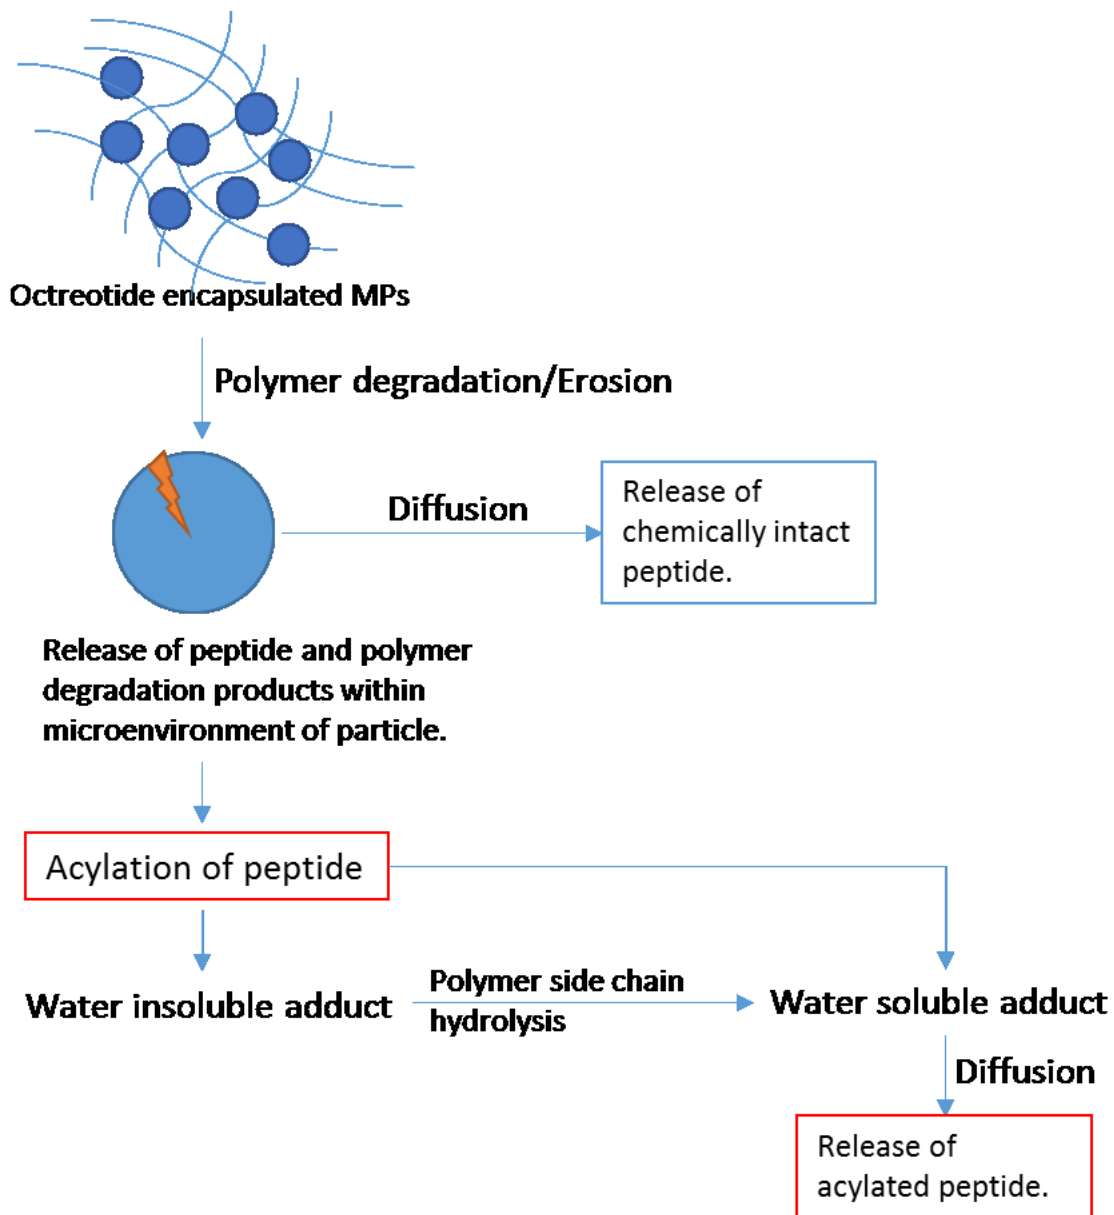 Octreotide encapsulated MPs
Polymer degradation/Erosion
Diffusion
Release of
chemically intact
peptide.
Release of peptide and polymer
degradation products within
microenvironment of particle.
Acylation of peptide
Water insoluble adduct
Polymer side chain
hydrolysis
Water soluble adduct
Diffusion
Release of
acylated peptide.